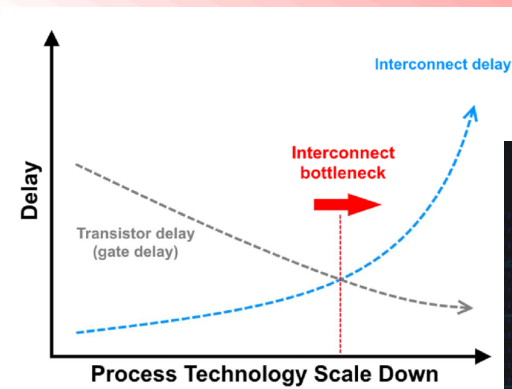 Interconnect delay
Interconnect
bottleneck
Delay
Transistor delay
(gate delay)
Process Technology Scale Down